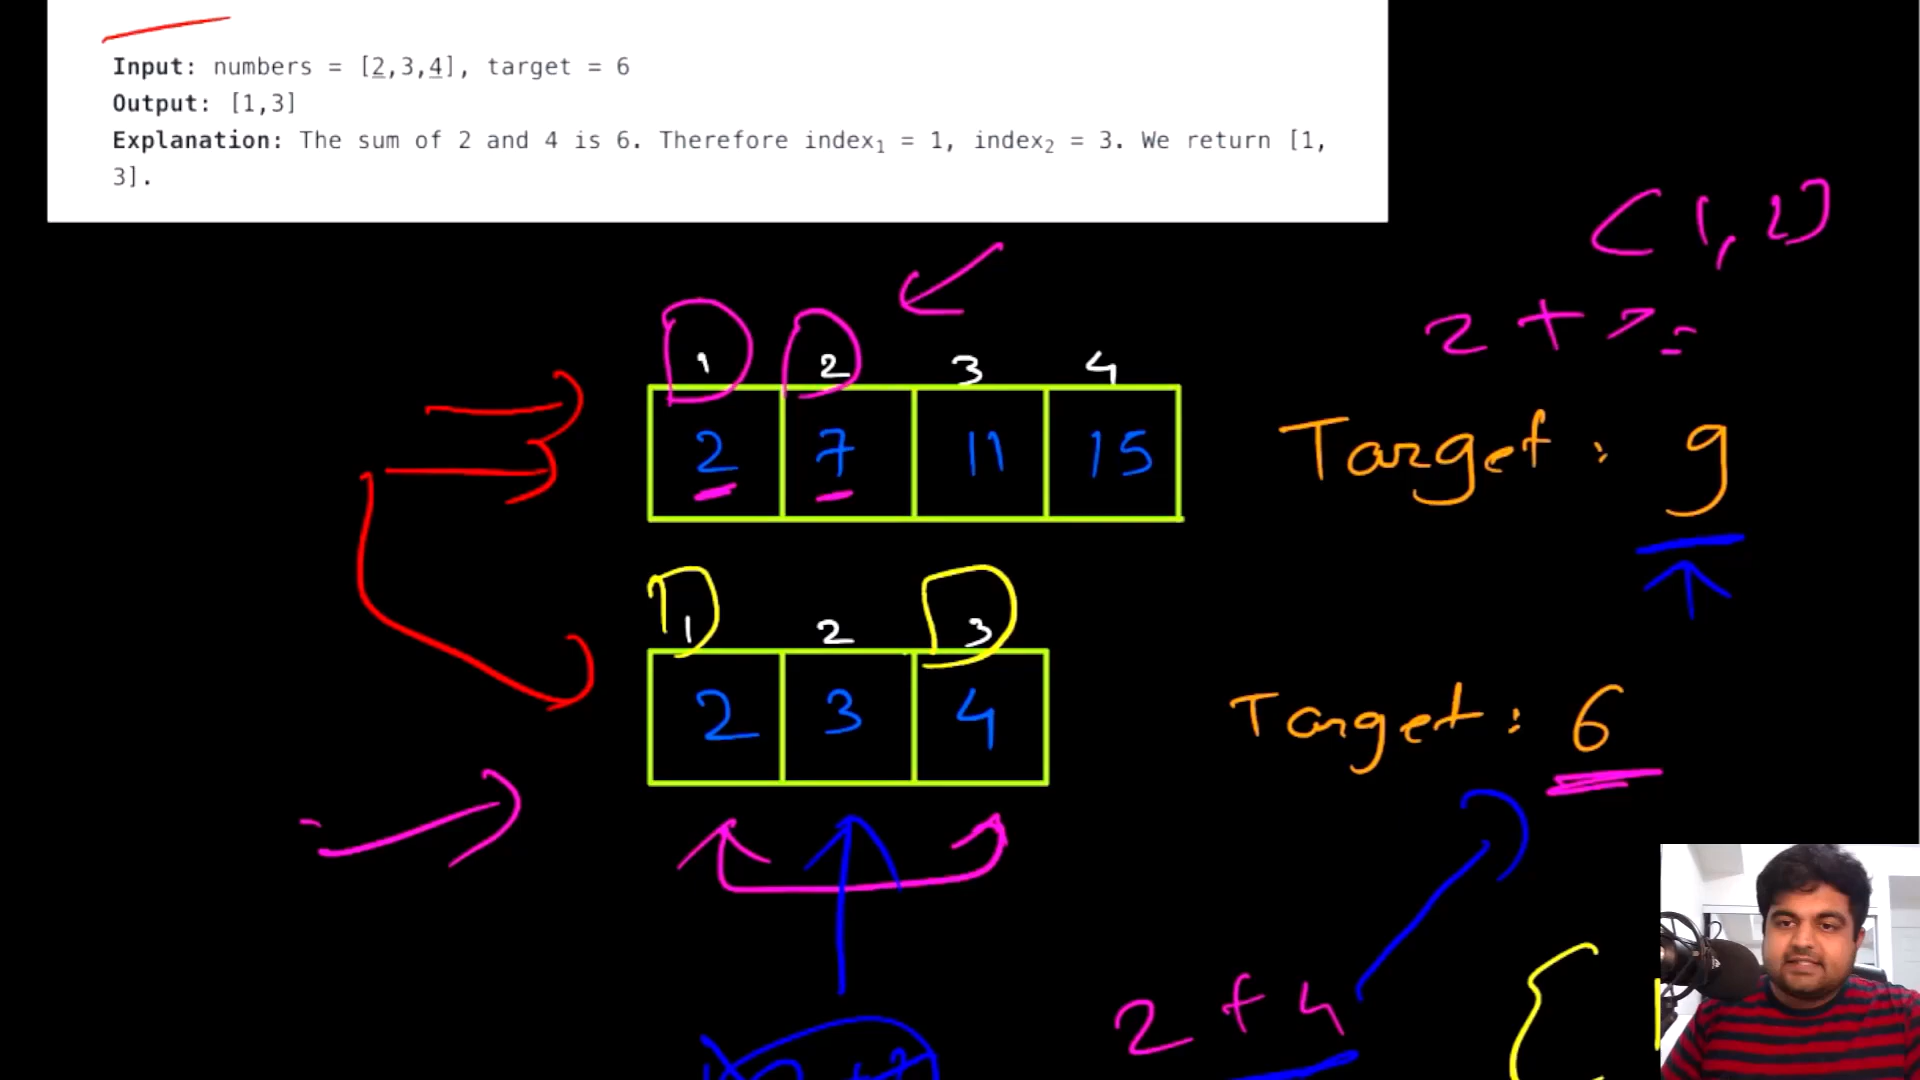 Input: numbers = [2,3,4], target = 6
Output: [1,3]
Explanation: The sum of 2 and 4 is 6. Therefore index₁ = 1, index₂ = 3. We return [1,
3].
(1,2)
2 + 7 =
1 2 3 4
2 7 11 15
Target: 9
1 2 3
2 3 4
Target: 6
2 + 4